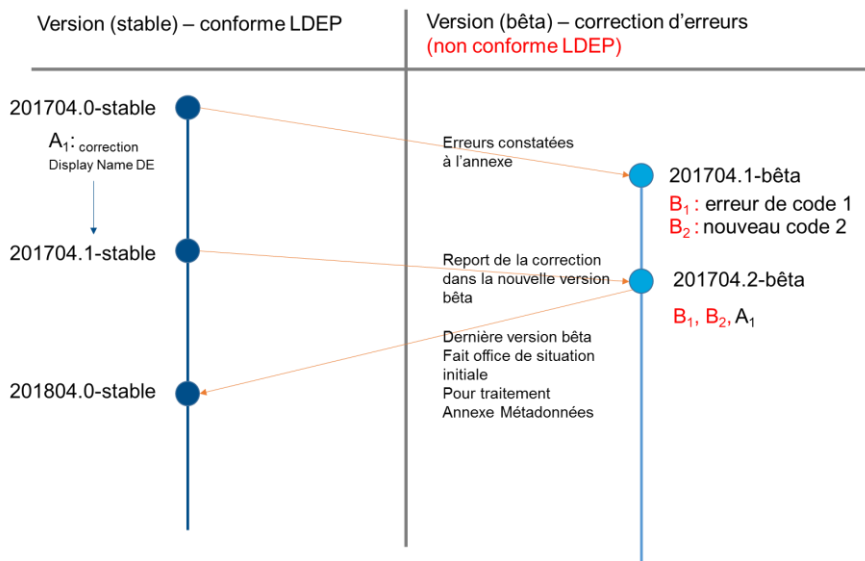 Version (stable) – conforme LDEP
Version (bêta) – correction d'erreurs
(non conforme LDEP)
201704.0-stable
A1: correction
Display Name DE
Erreurs constatées
à l'annexe
201704.1-bêta
B1 : erreur de code 1
B2 : nouveau code 2
201704.1-stable
Report de la correction
dans la nouvelle version
bêta
201704.2-bêta
B1, B2, A1
Dernière version bêta
Fait office de situation
initiale
Pour traitement
Annexe Métadonnées
201804.0-stable